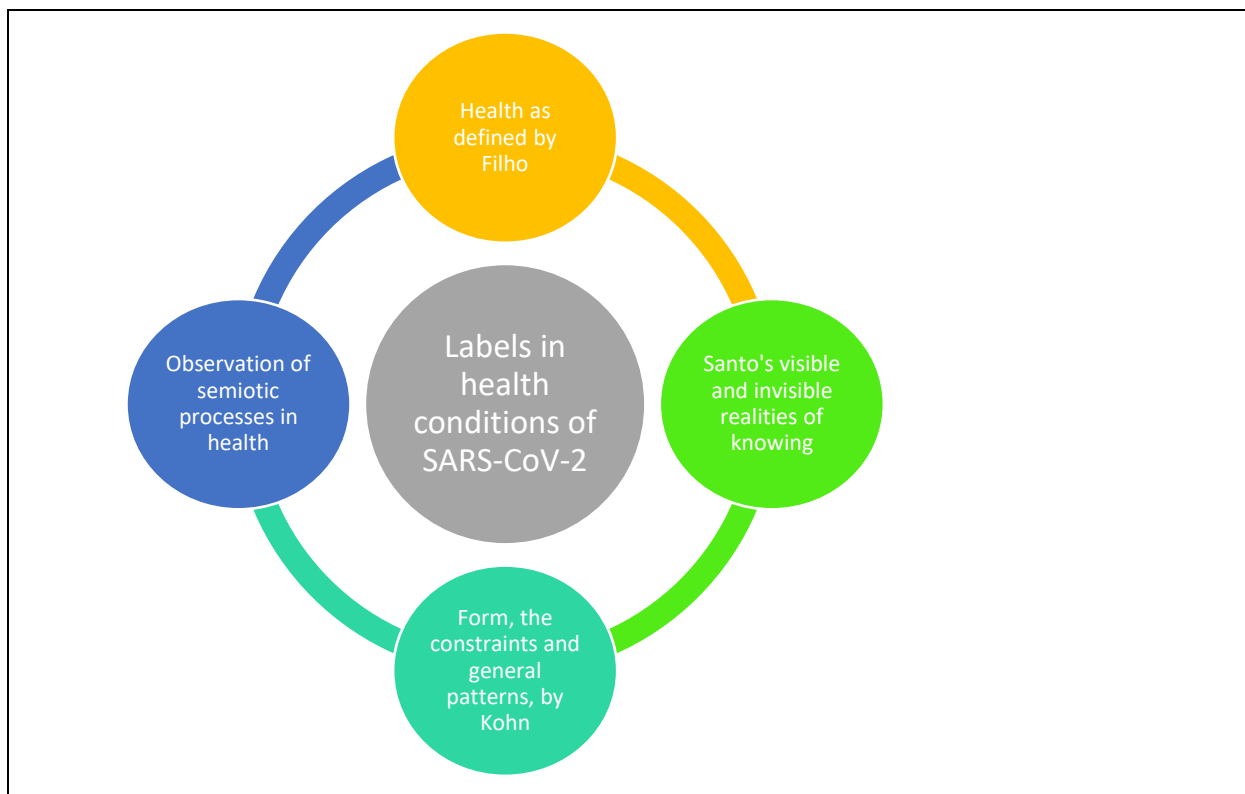 Health as
defined by
Filho
Observation of
semiotic
processes in
health
Labels in
health
conditions of
SARS-CoV-2
Santo's visible
and invisible
realities of
knowing
Form, the
constraints and
general
patterns, by
Kohn